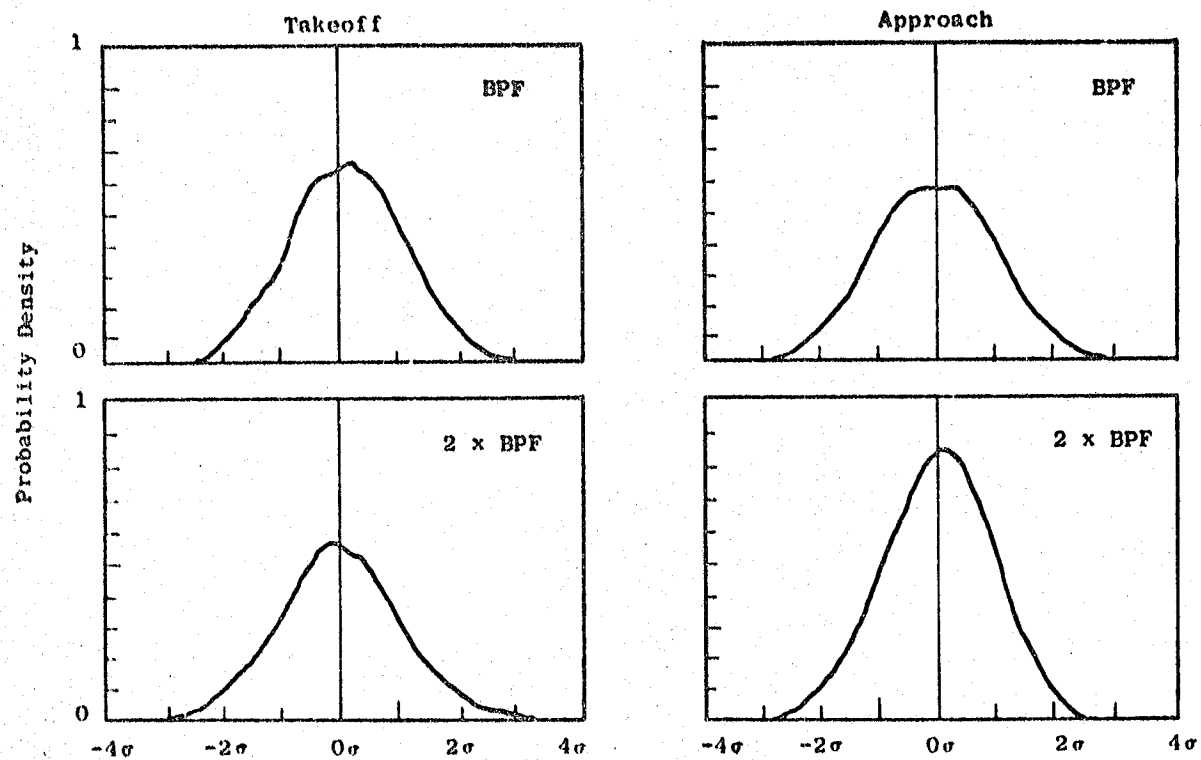 Takeoff
Approach
1
BPF
BPF
Probability Density
0
1
2 x BPF
2 x BPF
0
-4σ -2σ 0σ 2σ 4σ
-4σ -2σ 0σ 2σ 4σ